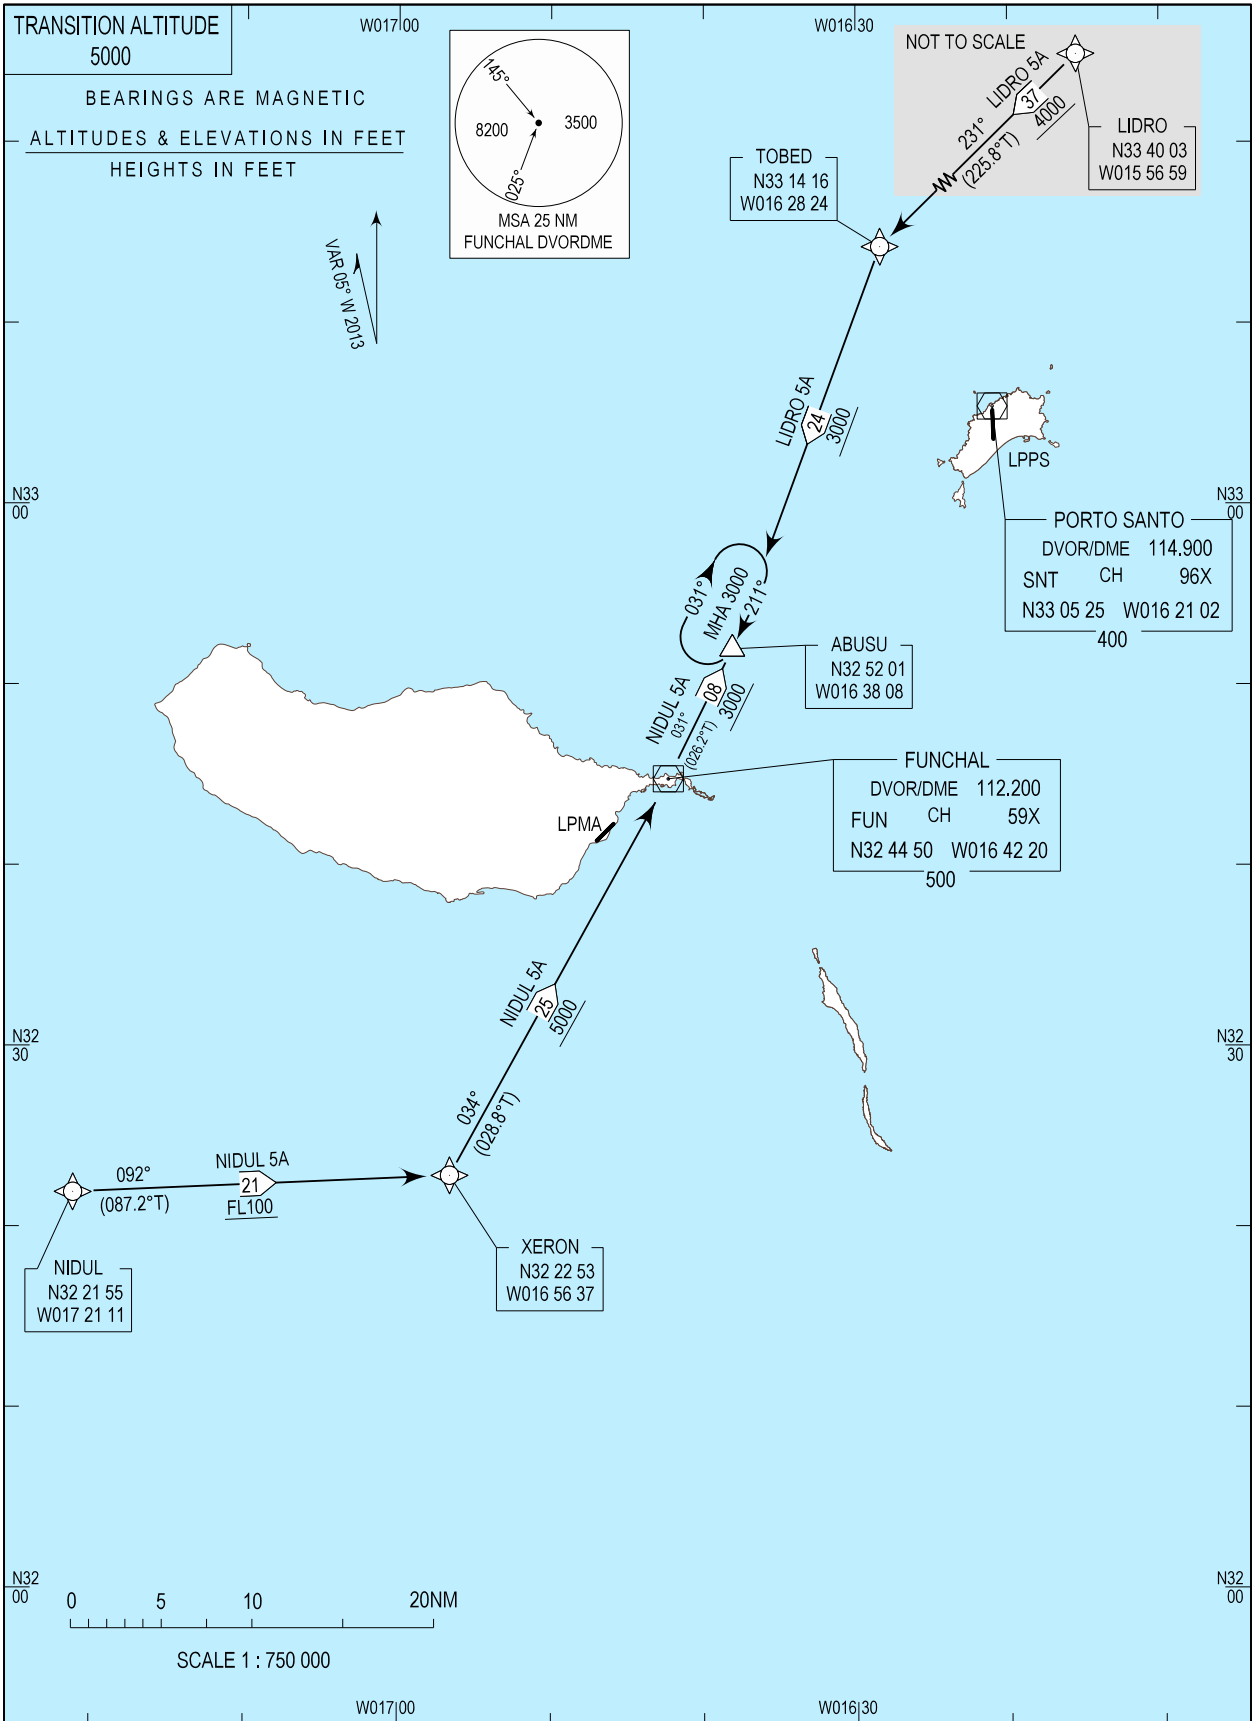 TRANSITION ALTITUDE
5000
BEARINGS ARE MAGNETIC
ALTITUDES & ELEVATIONS IN FEET
HEIGHTS IN FEET
VAR 05° W 2013
W017 00
W016 30
145°
8200
3500
025°
MSA 25 NM
FUNCHAL DVORDME
NOT TO SCALE
LIDRO 5A
37
4000
231°
(225.8°T)
LIDRO
N33 40 03
W015 56 59
TOBED
N33 14 16
W016 28 24
LIDRO 5A
24
3000
LPPS
N33
00
N33
00
PORTO SANTO
DVOR/DME 114.900
SNT CH 96X
N33 05 25 W016 21 02
400
031°
MHA 3000
211°
ABUSU
N32 52 01
W016 38 08
NIDUL 5A
031°
(026.2°T)
08
3000
FUNCHAL
DVOR/DME 112.200
FUN CH 59X
N32 44 50 W016 42 20
500
LPMA
NIDUL 5A
25
5000
034°
(028.8°T)
N32
30
N32
30
NIDUL 5A
092°
(087.2°T)
21
FL100
XERON
N32 22 53
W016 56 37
NIDUL
N32 21 55
W017 21 11
N32
00
N32
00
0 5 10 20NM
SCALE 1 : 750 000
W017 00
W016 30